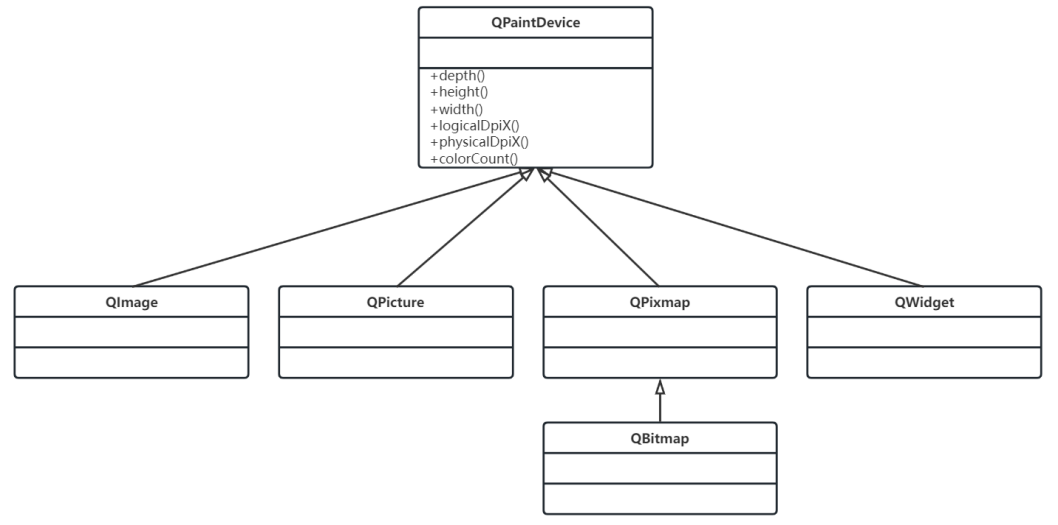 QPaintDevice
+depth()
+height()
+width()
+logicalDpiX()
+physicalDpiX()
+colorCount()
QImage
QPicture
QPixmap
QWidget
QBitmap